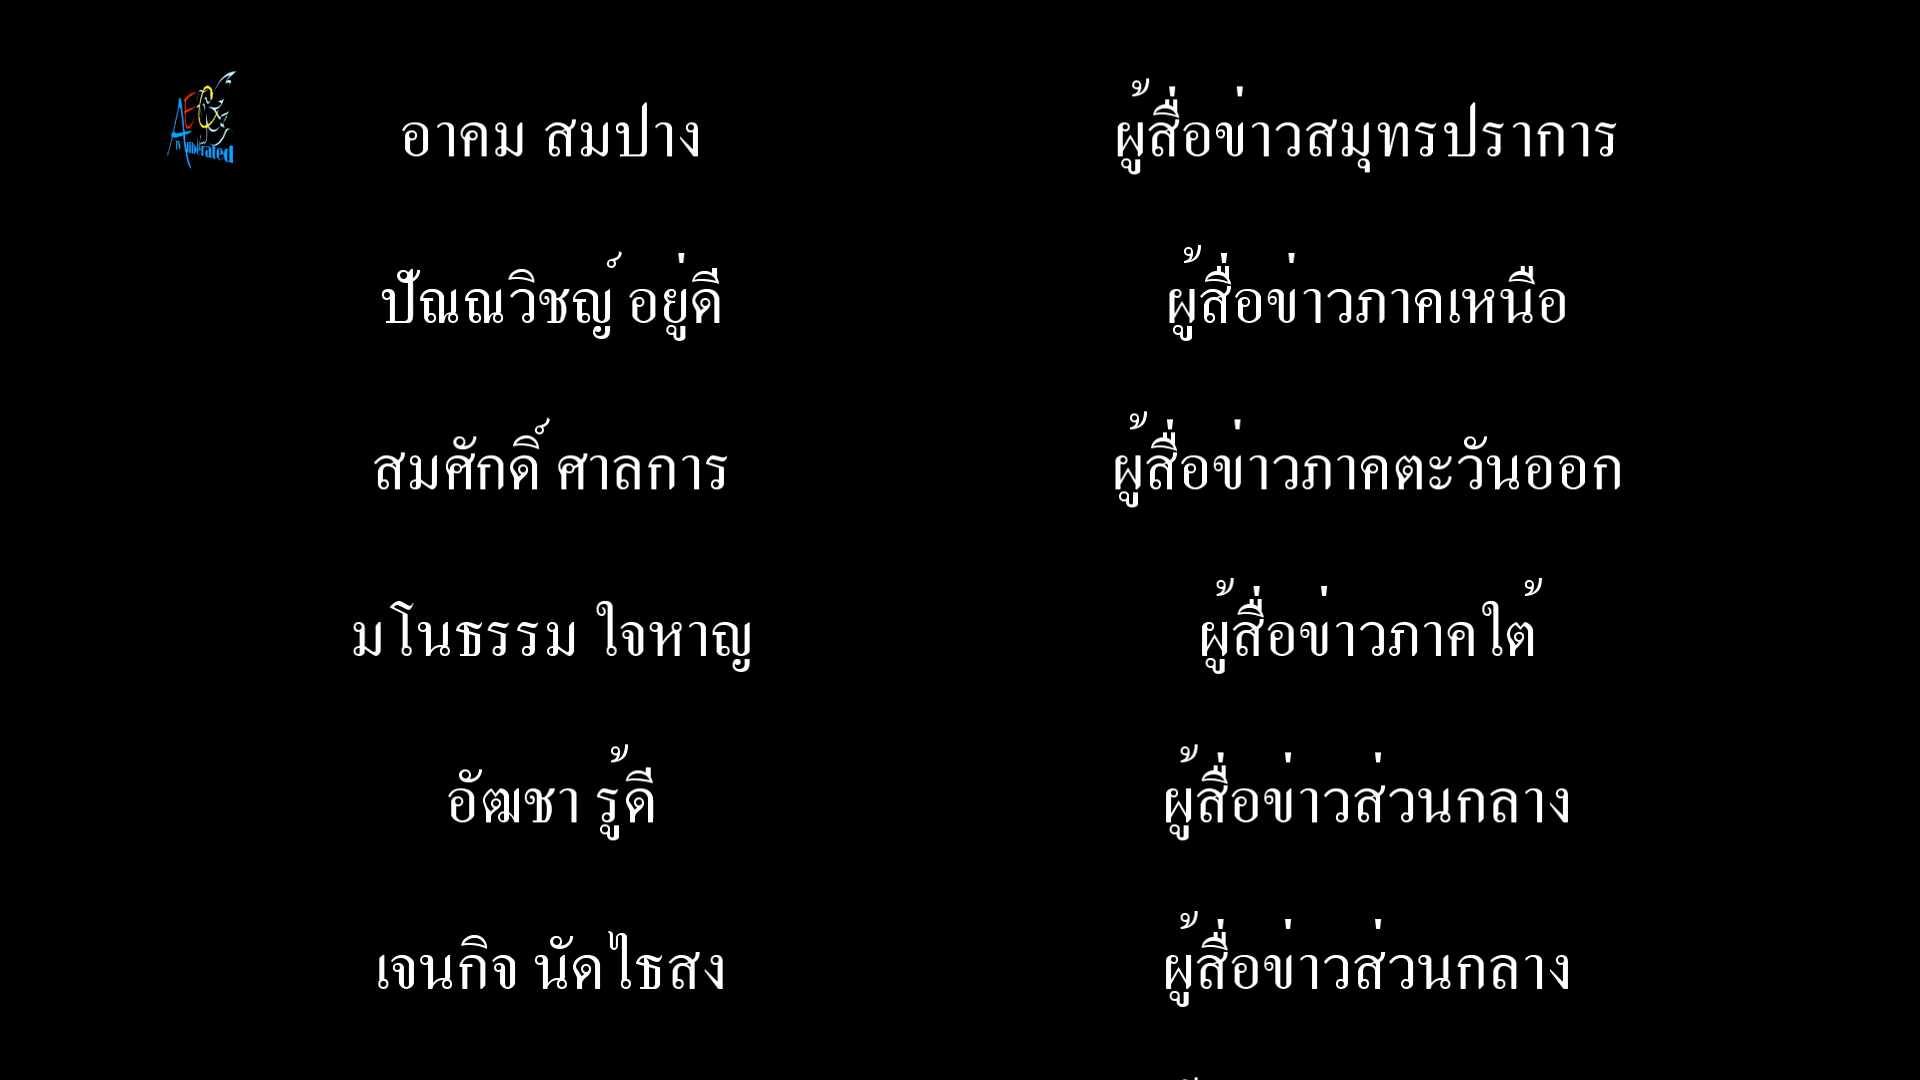 AEC
TV
liberated
อาคม สมปาง ผู้สื่อข่าวสมุทรปราการ
ปัณณวิชญ์ อยู่ดี ผู้สื่อข่าวภาคเหนือ
สมศักดิ์ ศาลการ ผู้สื่อข่าวภาคตะวันออก
มโนธรรม ใจหาญ ผู้สื่อข่าวภาคใต้
อัฒชา รู้ดี ผู้สื่อข่าวส่วนกลาง
เจนกิจ นัดไธสง ผู้สื่อข่าวส่วนกลาง